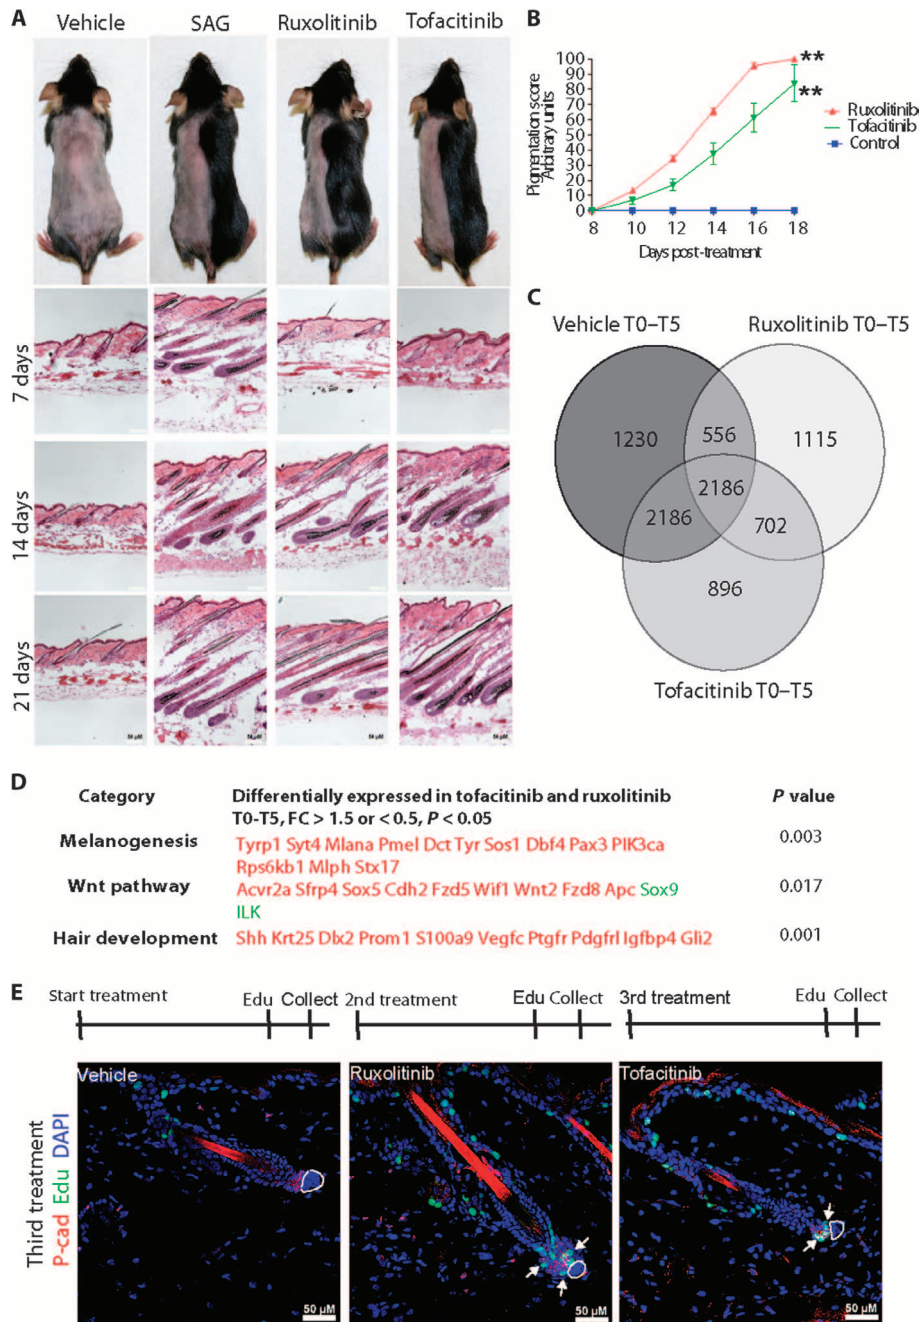 A
Vehicle SAG Ruxolitinib Tofacitinib
7 days
14 days
21 days
50 µM 50 µM 50 µM 50 µM
B
Pigmentation score
Arbitrary units
100
90
80
70
60
50
40
30
20
10
0
8 10 12 14 16 18
Days post-treatment
**
**
Ruxolitinib
Tofacitinib
Control
C
Vehicle T0–T5 Ruxolitinib T0–T5
1230 556 1115
2186
2186 702
896
Tofacitinib T0–T5
D
Category Differentially expressed in tofacitinib and ruxolitinib P value
T0-T5, FC > 1.5 or < 0.5, P < 0.05
Melanogenesis Tyrp1 Syt4 Mlana Pmel Dct Tyr Sos1 Dbf4 Pax3 PIK3ca 0.003
Rps6kb1 Mlph Stx17
Wnt pathway Acvr2a Sfrp4 Sox5 Cdh2 Fzd5 Wif1 Wnt2 Fzd8 Apc Sox9 0.017
ILK
Hair development Shh Krt25 Dlx2 Prom1 S100a9 Vegfc Ptgfr Pdgfrl Igfbp4 Gli2 0.001
E
Start treatment Edu Collect 2nd treatment Edu Collect 3rd treatment Edu Collect
Third treatment
P-cad Edu DAPI
Vehicle Ruxolitinib Tofacitinib
50 µM 50 µM 50 µM